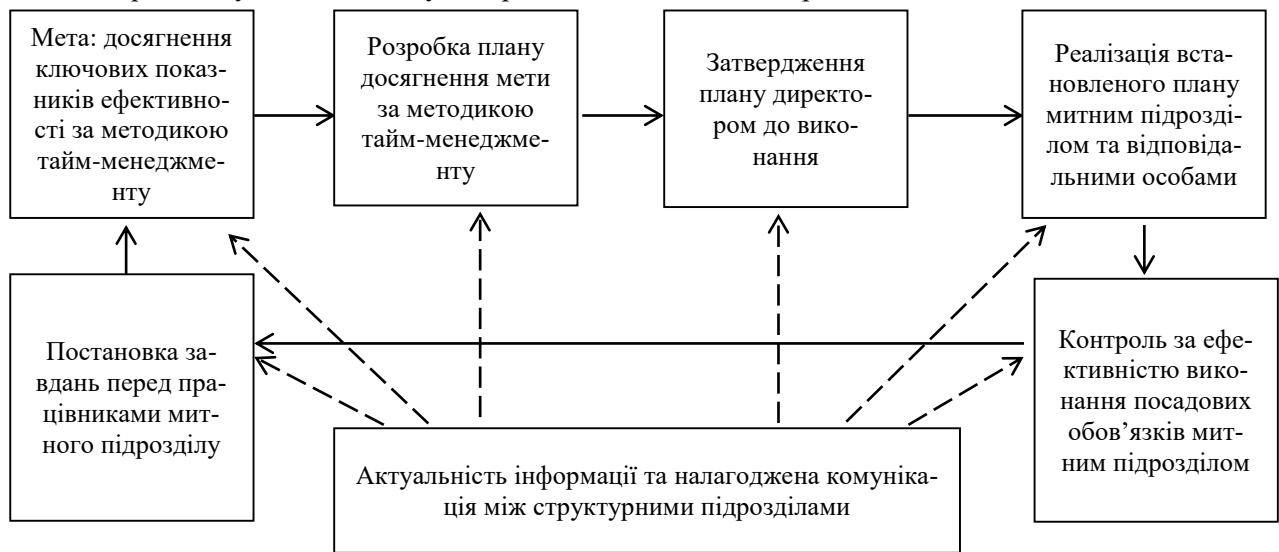 Мета: досягнення
ключових показ-
ників ефективно-
сті за методикою
тайм-менеджме-
нту
Розробка плану
досягнення мети
за методикою
тайм-менеджме-
нту
Затвердження
плану директо-
ром до вико-
нання
Реалізація вста-
новленого плану
митним підрозді-
лом та відповіда-
льними особами
Постановка за-
вдань перед пра-
цівниками мит-
ного підрозділу
Контроль за ефе-
ктивністю вико-
нання посадових
обов’язків мит-
ним підрозділом
Актуальність інформації та налагоджена комуніка-
ція між структурними підрозділами